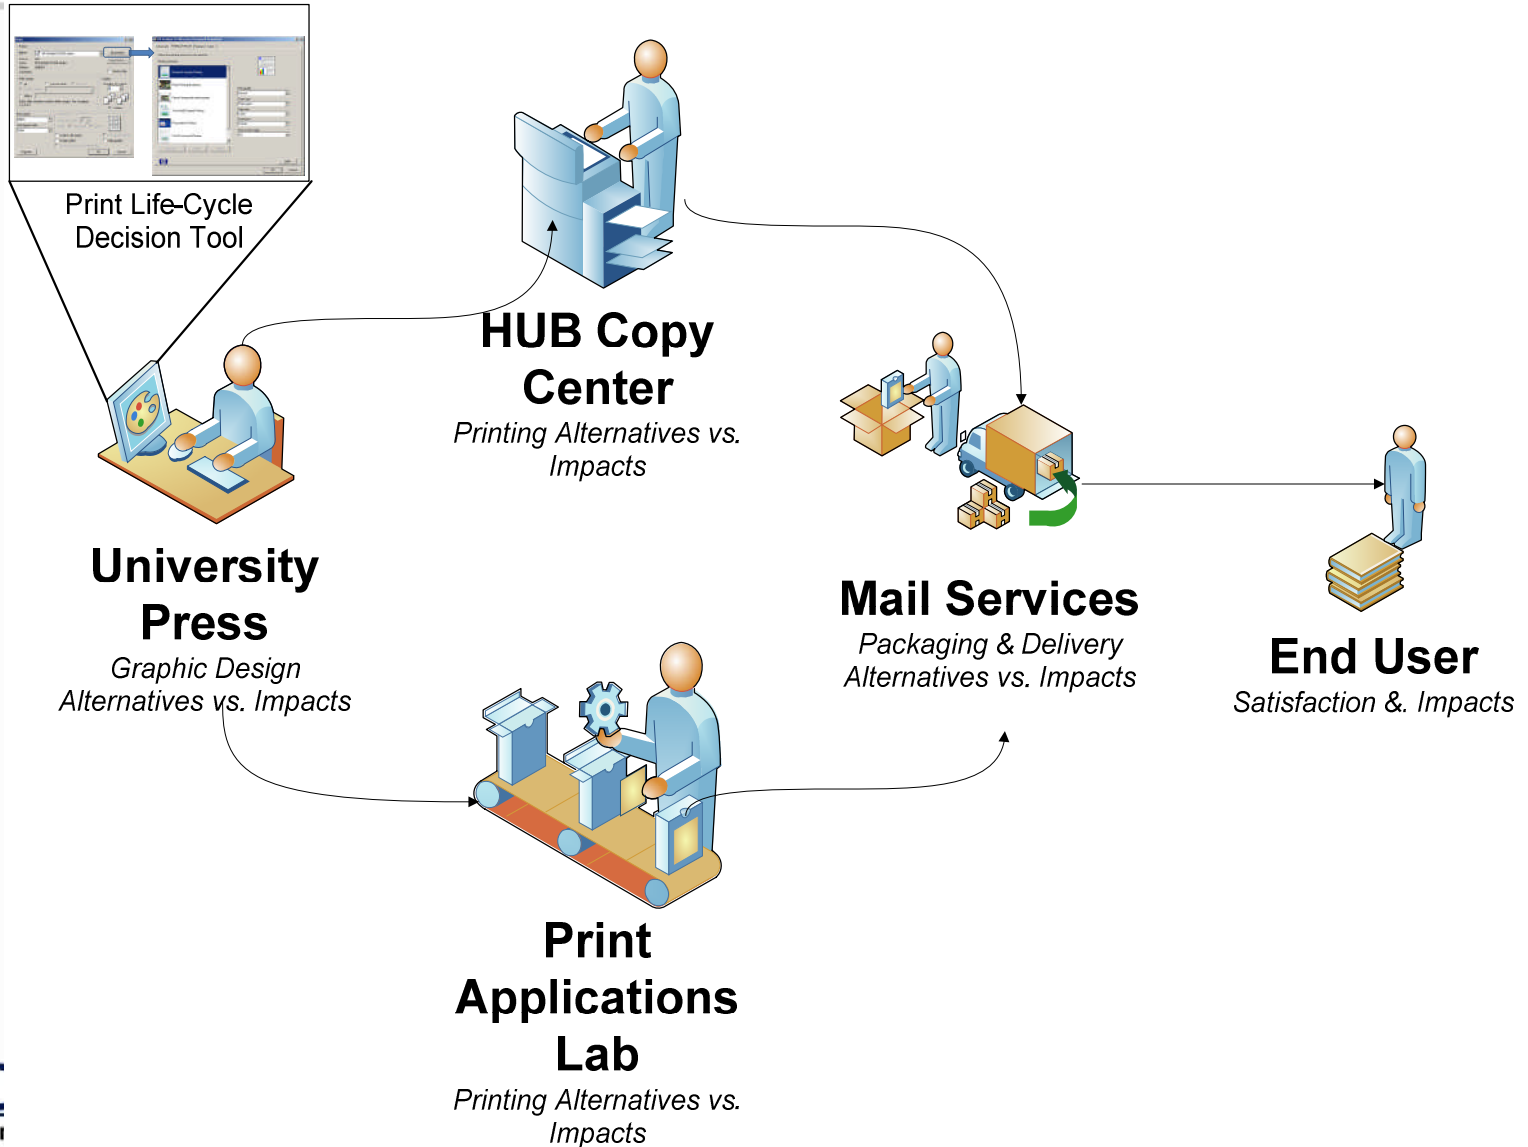 Print Life-Cycle
Decision Tool
HUB Copy
Center
Printing Alternatives vs.
Impacts
University
Press
Graphic Design
Alternatives vs. Impacts
Mail Services
Packaging & Delivery
Alternatives vs. Impacts
End User
Satisfaction &. Impacts
Print
Applications
Lab
Printing Alternatives vs.
Impacts